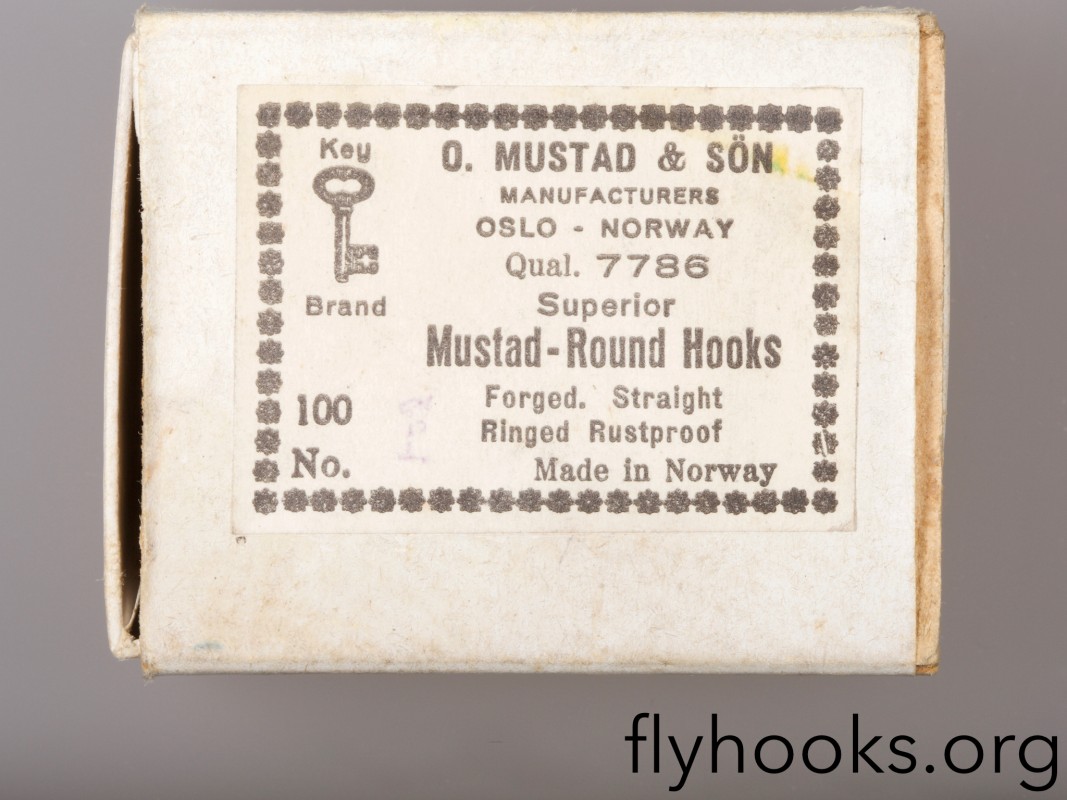 Key
Brand
O. MUSTAD & SÖN
MANUFACTURERS
OSLO - NORWAY
Qual. 7786
Superior
Mustad-Round Hooks
Forged. Straight
Ringed Rustproof
100
No.
Made in Norway
flyhooks.org